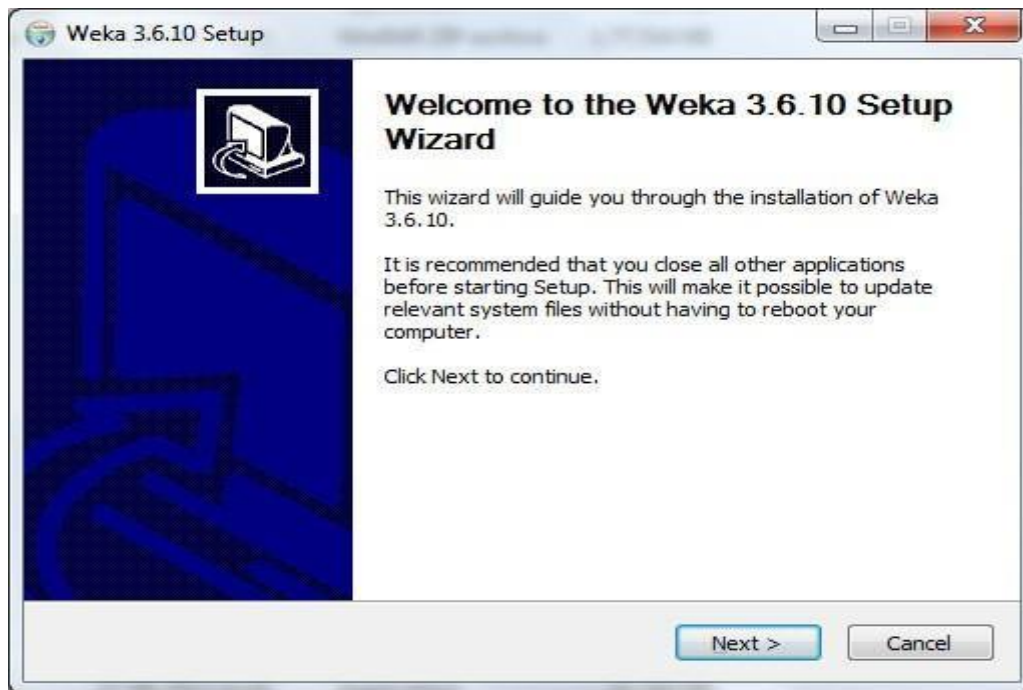 Weka 3.6.10 Setup
Welcome to the Weka 3.6.10 Setup
Wizard
This wizard will guide you through the installation of Weka
3.6.10.
It is recommended that you close all other applications
before starting Setup. This will make it possible to update
relevant system files without having to reboot your
computer.
Click Next to continue.
Next >
Cancel